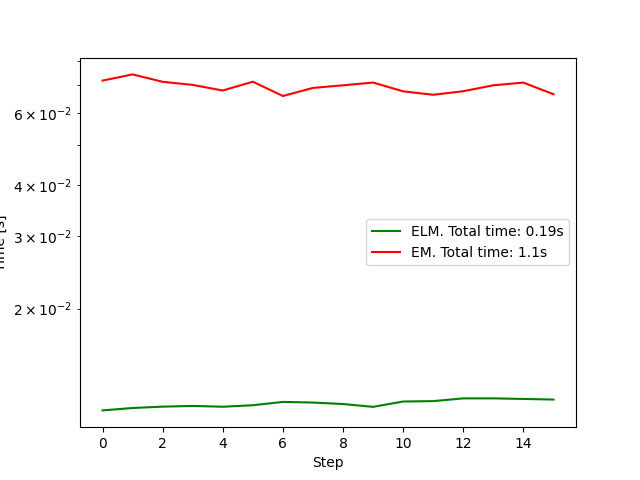 6 × 10⁻²
4 × 10⁻²
3 × 10⁻²
2 × 10⁻²
Time [s]
ELM. Total time: 0.19s
EM. Total time: 1.1s
0 2 4 6 8 10 12 14
Step